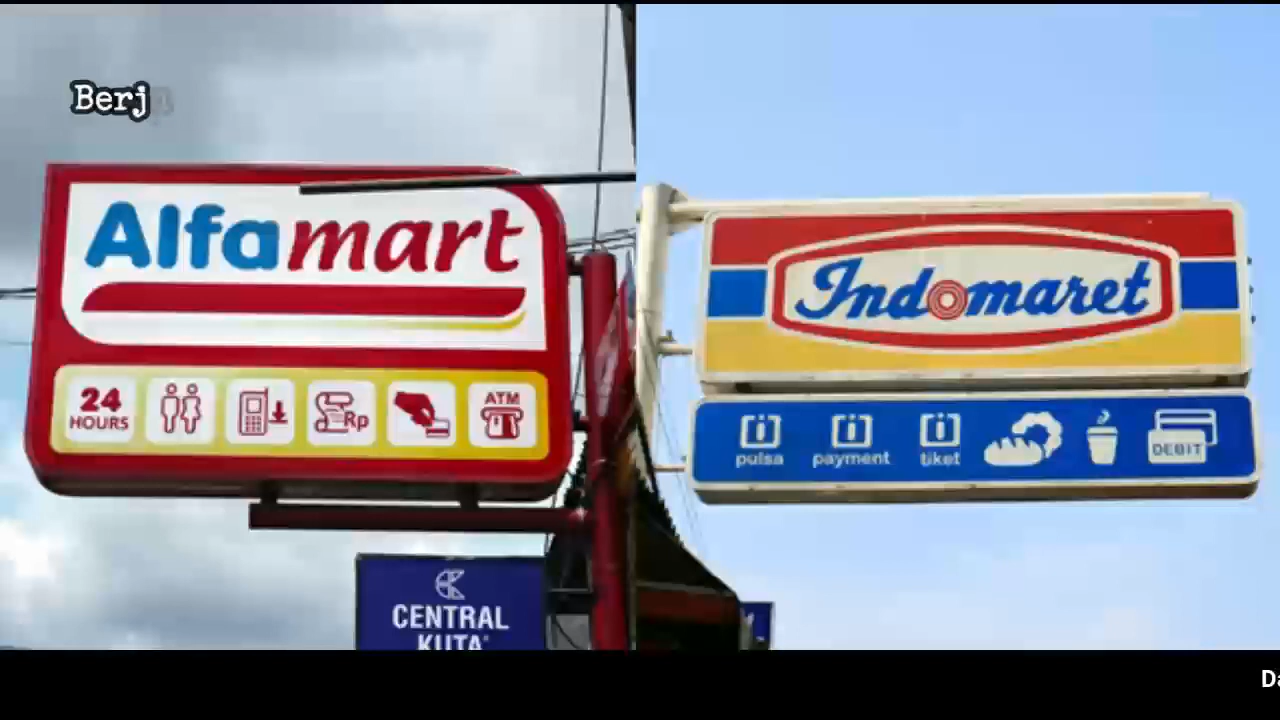 Berj
Alfamart
24
HOURS
Rp
ATM
CENTRAL
KUTA
Indomaret
pulsa
payment
tiket
DEBIT
Da